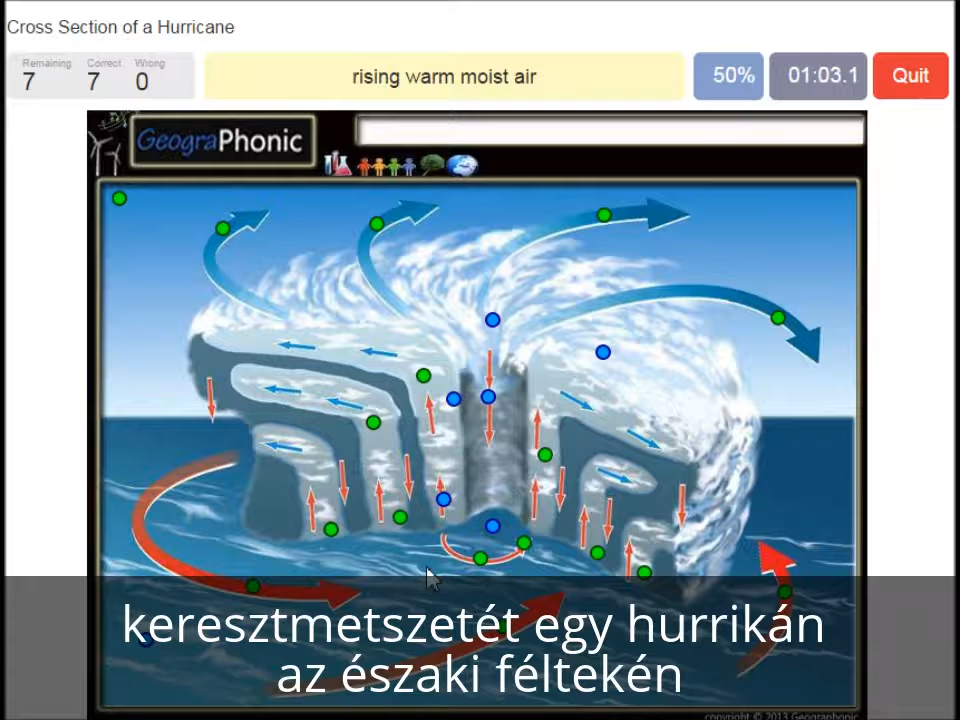 Cross Section of a Hurricane
Remaining Correct Wrong
7 7 0
rising warm moist air
50%
01:03.1
Quit
GeograPhonic
keresztmetszetét egy hurrikán
az északi féltekén
copyright © 2013 Geographonic